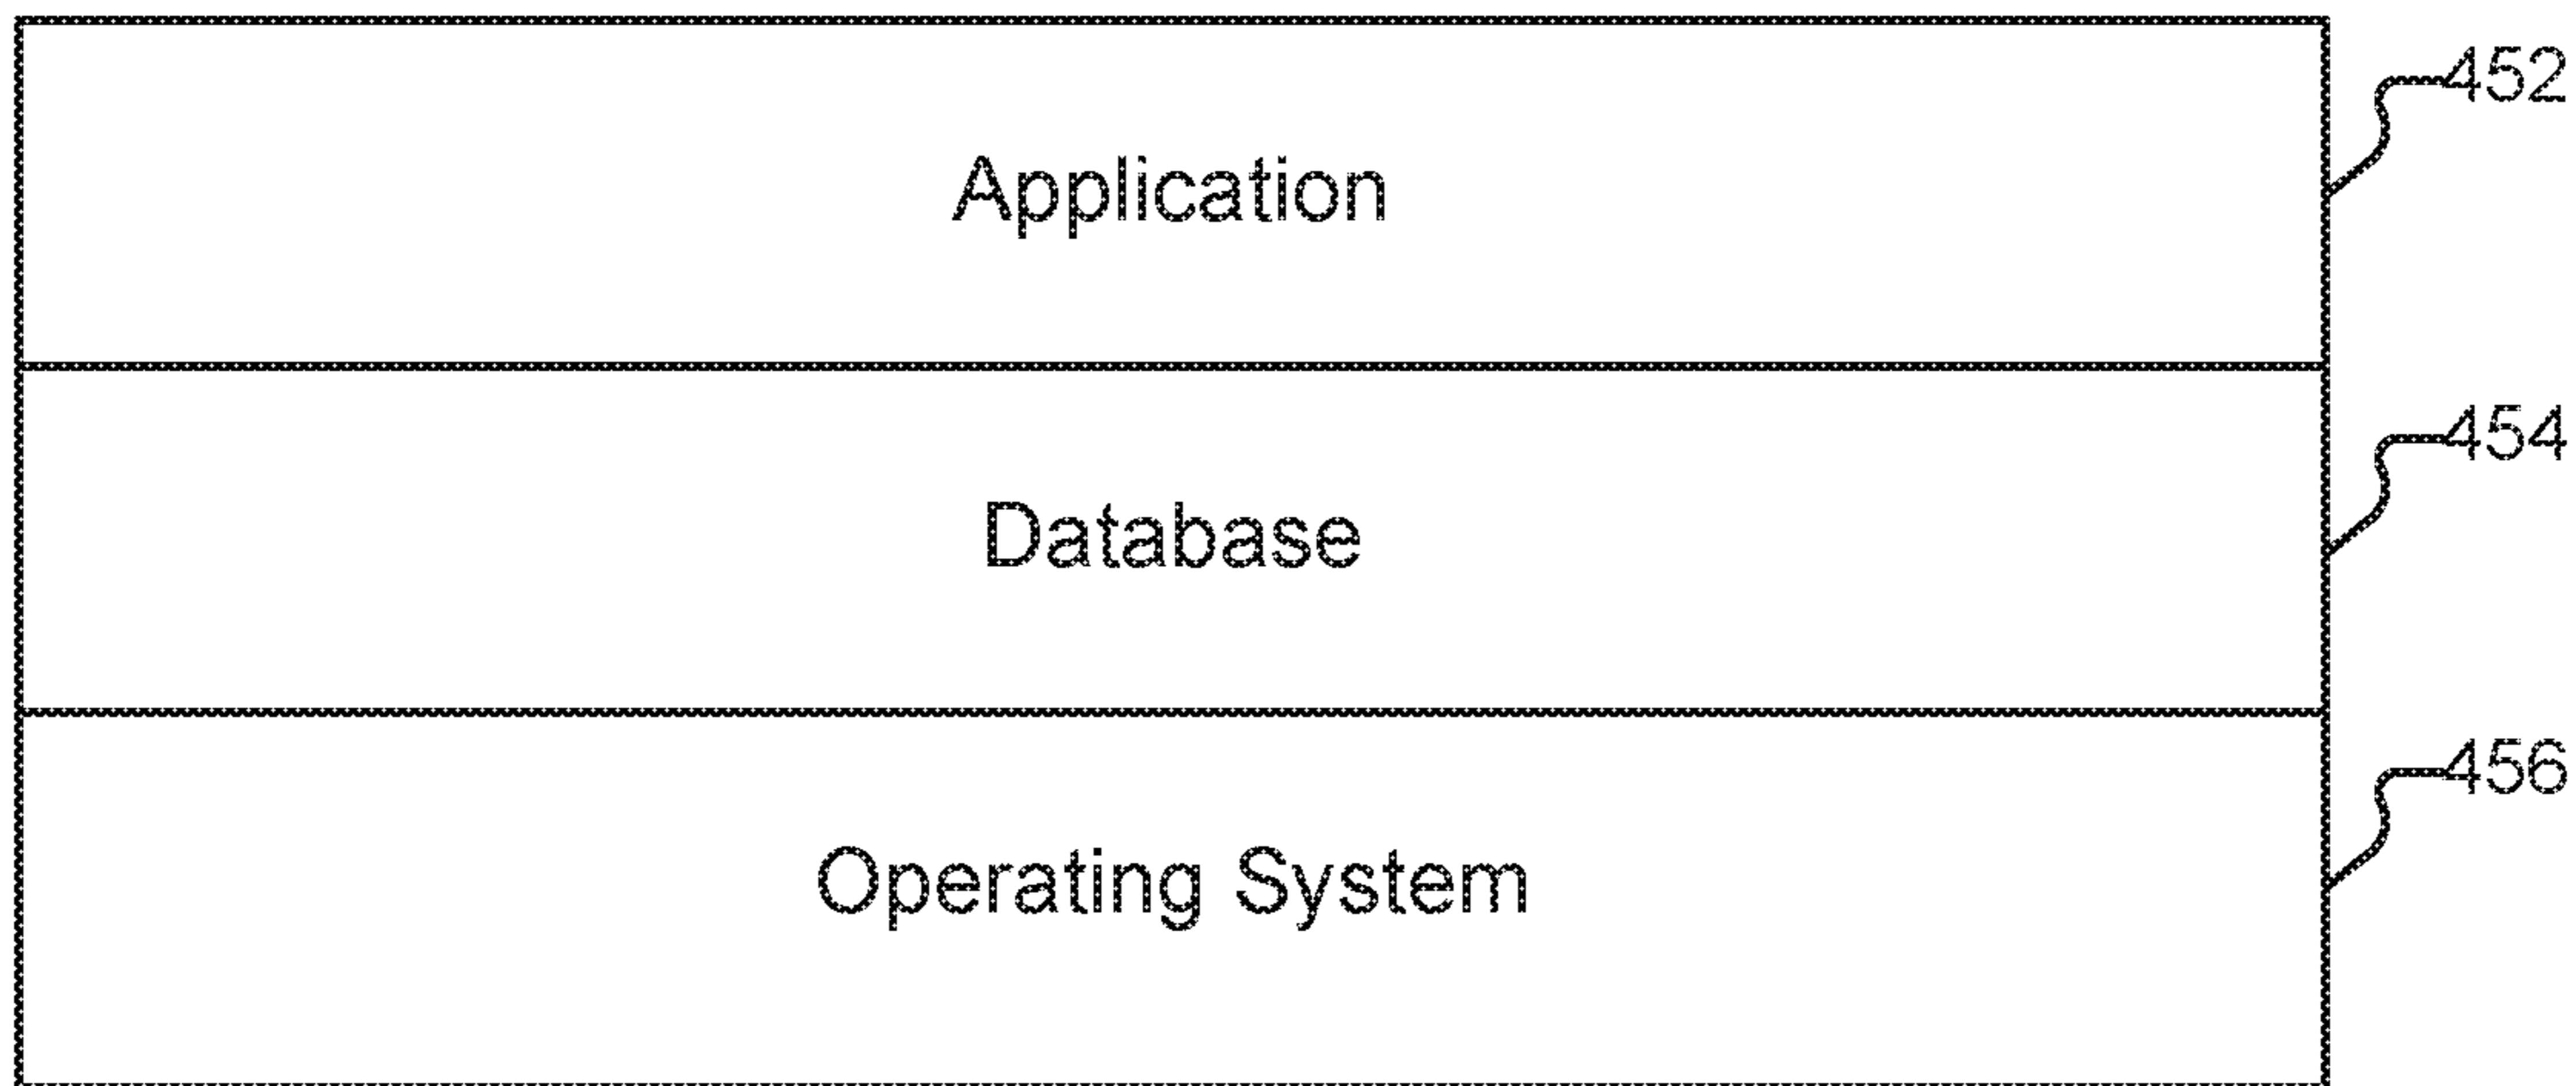 452
Application
454
Database
456
Operating System